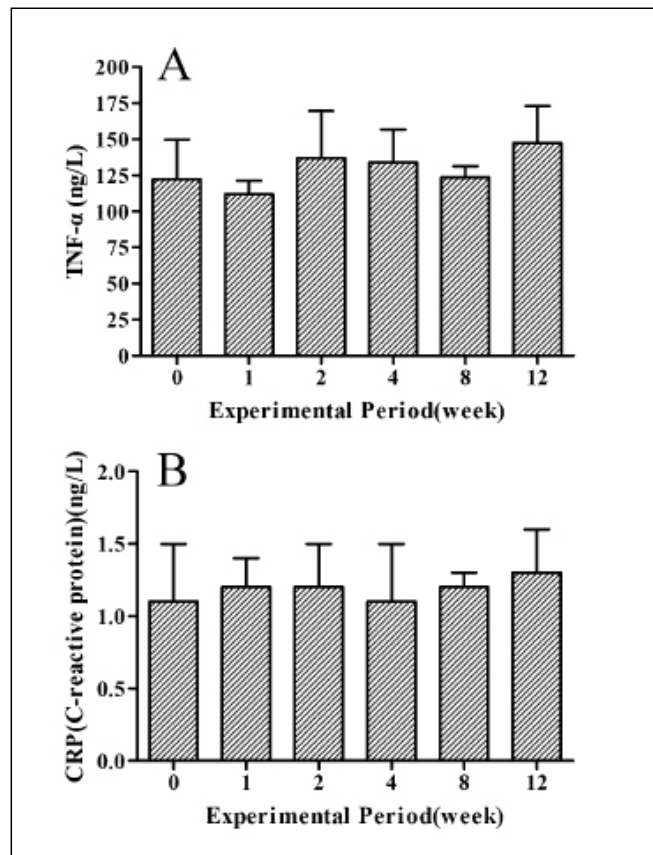 A
200
175
150
125
100
75
50
25
0
TNF-α (ng/L)
0 1 2 4 8 12
Experimental Period(week)
B
2.0
1.5
1.0
0.5
0.0
CRP(C-reactive protein)(ng/L)
0 1 2 4 8 12
Experimental Period(week)